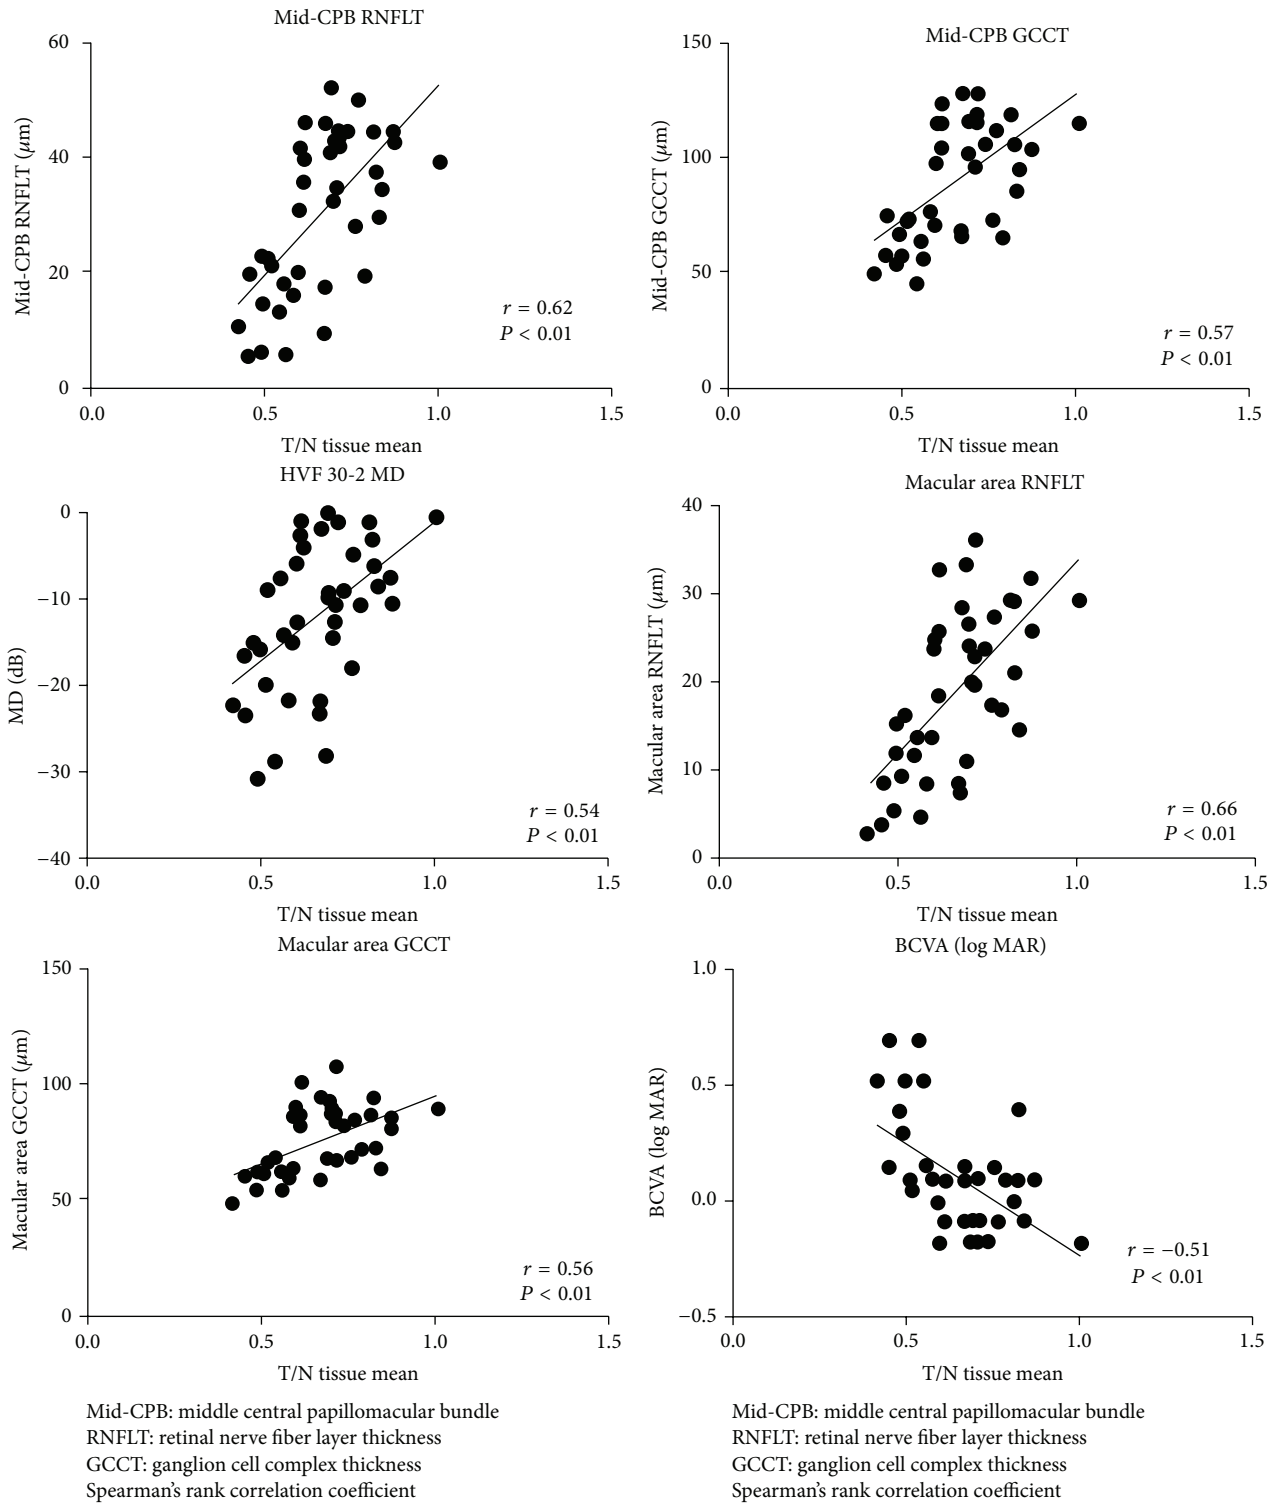 Mid-CPB RNFLT
60
40
20
0
Mid-CPB RNFLT (μm)
r = 0.62
P < 0.01
0.0 0.5 1.0 1.5
T/N tissue mean
Mid-CPB GCCT
150
100
50
0
Mid-CPB GCCT (μm)
r = 0.57
P < 0.01
0.0 0.5 1.0 1.5
T/N tissue mean
HVF 30-2 MD
0
−10
−20
−30
−40
MD (dB)
r = 0.54
P < 0.01
0.0 0.5 1.0 1.5
T/N tissue mean
Macular area RNFLT
40
30
20
10
0
Macular area RNFLT (μm)
r = 0.66
P < 0.01
0.0 0.5 1.0 1.5
T/N tissue mean
Macular area GCCT
150
100
50
0
Macular area GCCT (μm)
r = 0.56
P < 0.01
0.0 0.5 1.0 1.5
T/N tissue mean
BCVA (log MAR)
1.0
0.5
0.0
−0.5
BCVA (log MAR)
r = −0.51
P < 0.01
0.0 0.5 1.0 1.5
T/N tissue mean
Mid-CPB: middle central papillomacular bundle
RNFLT: retinal nerve fiber layer thickness
GCCT: ganglion cell complex thickness
Spearman's rank correlation coefficient
Mid-CPB: middle central papillomacular bundle
RNFLT: retinal nerve fiber layer thickness
GCCT: ganglion cell complex thickness
Spearman's rank correlation coefficient